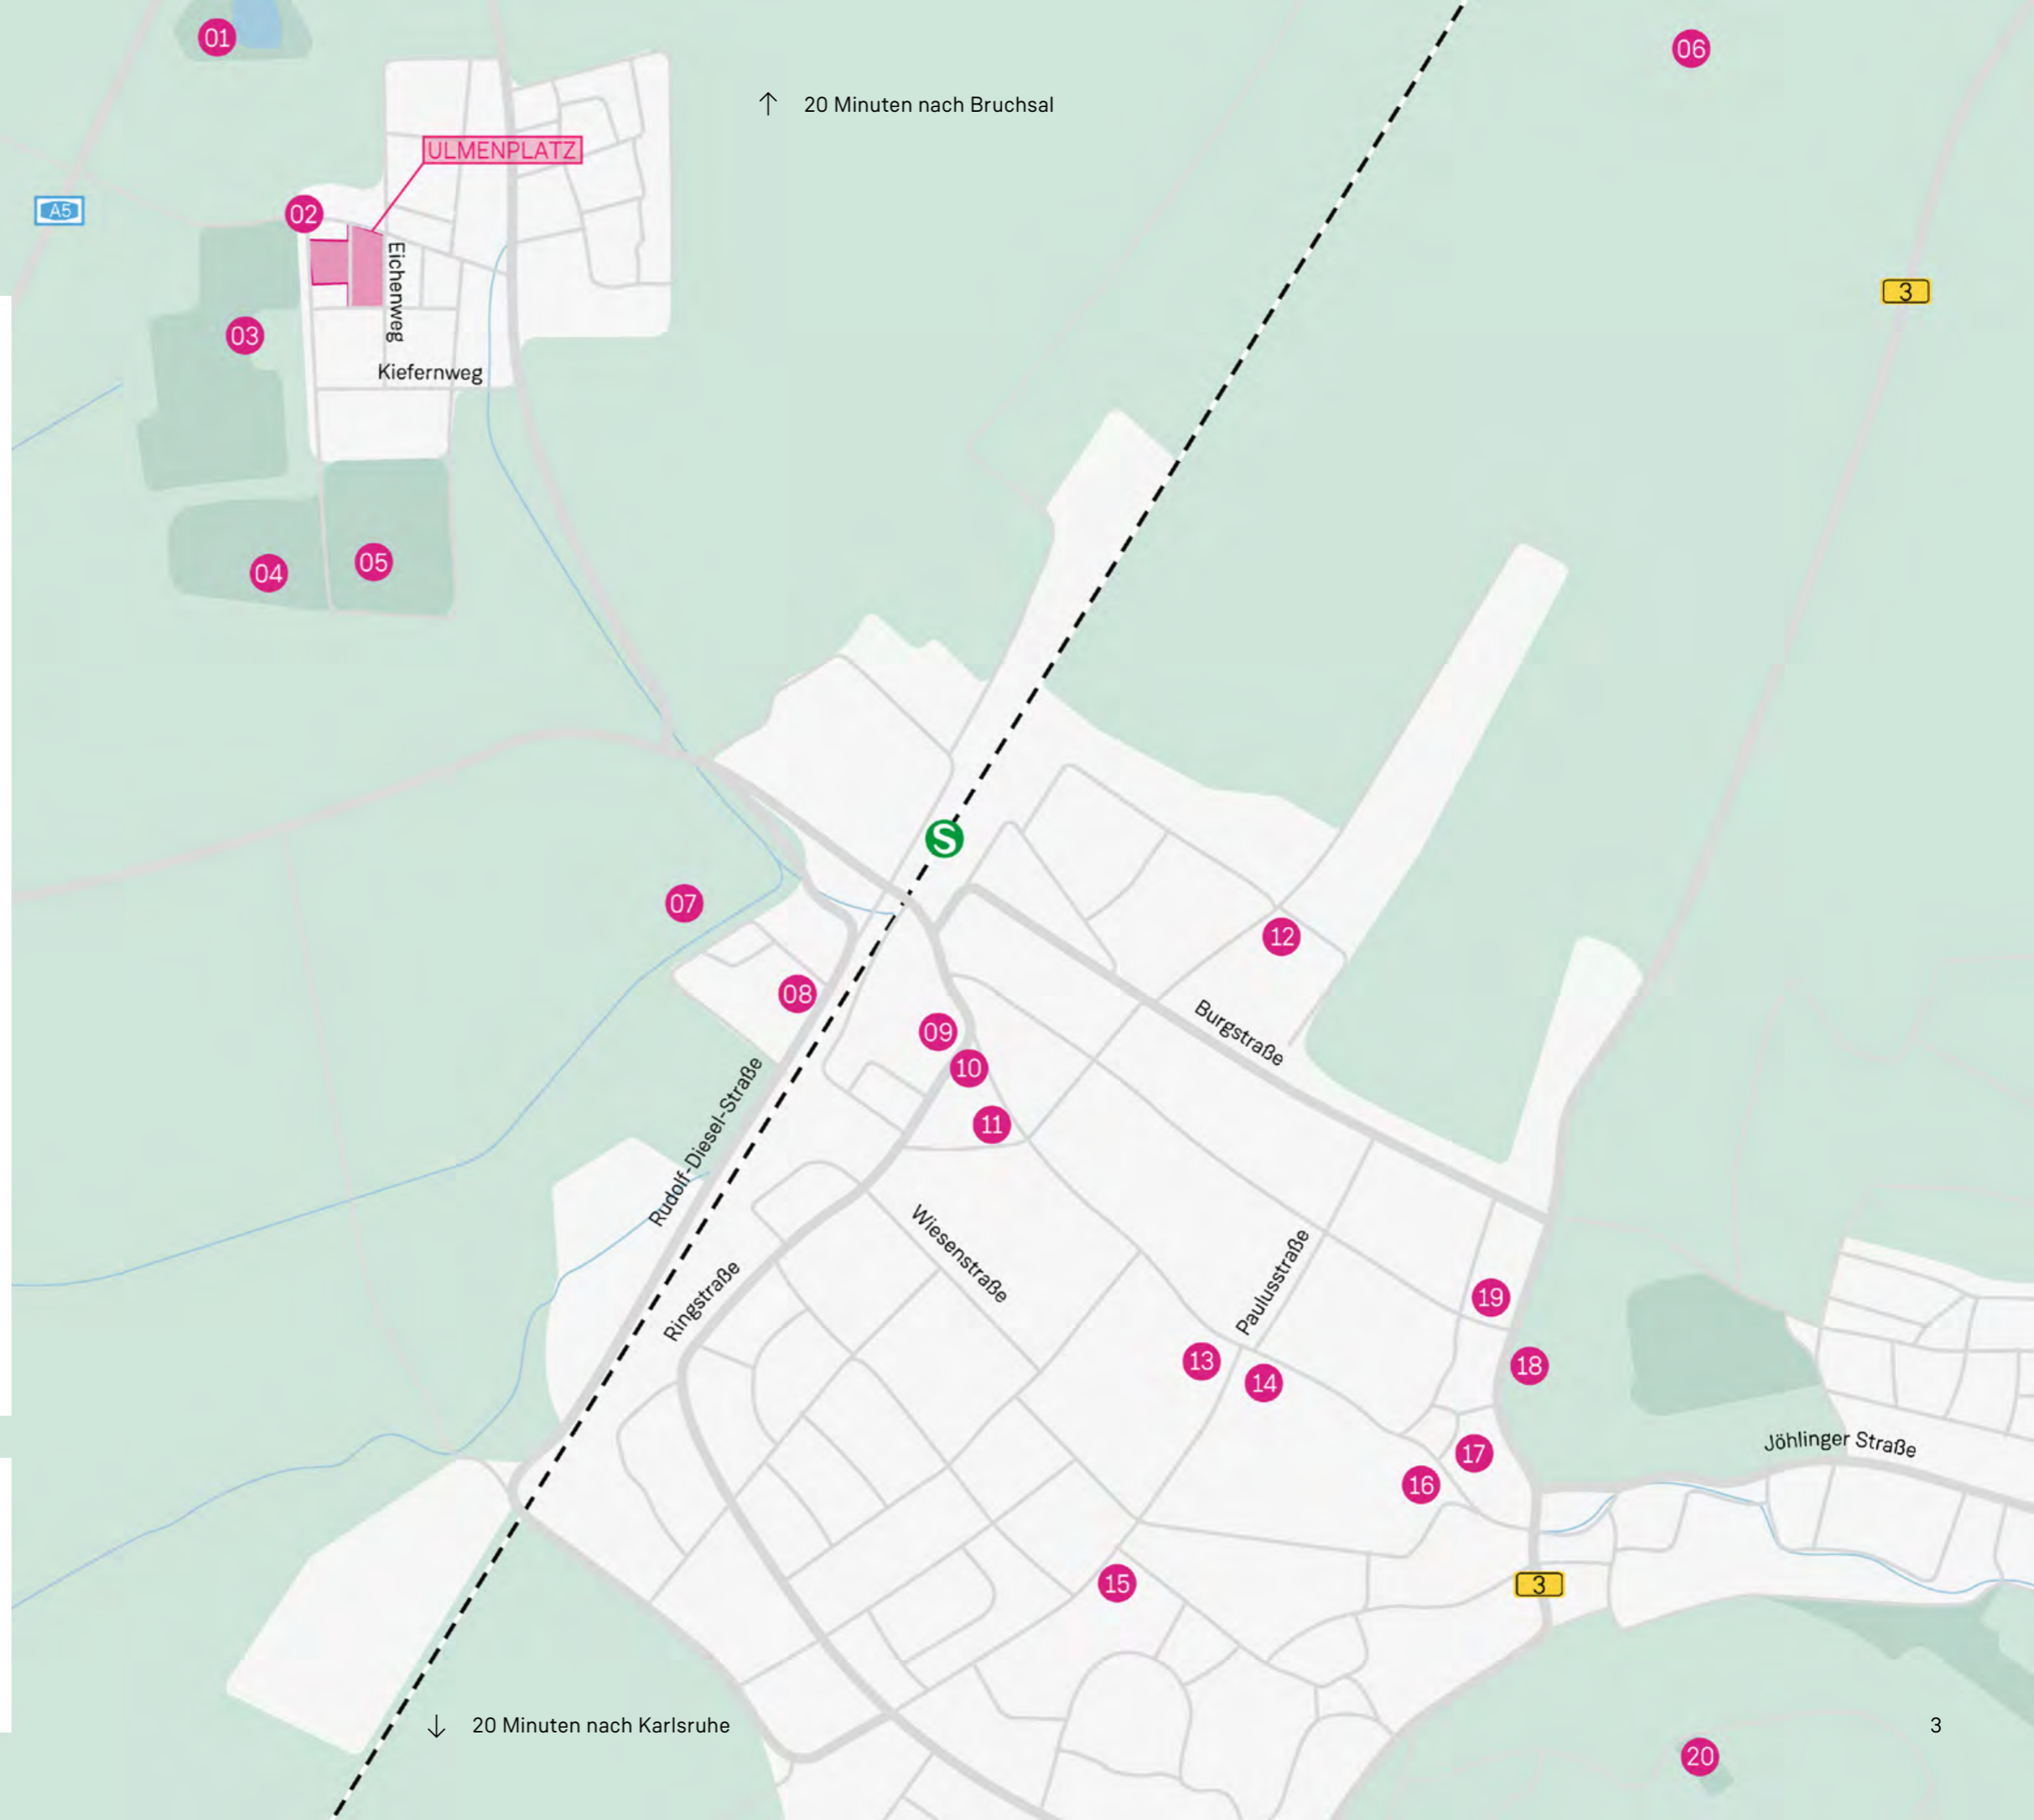 01
06
↑ 20 Minuten nach Bruchsal
ULMENPLATZ
A5
02
Eichenweg
3
03
Kiefernweg
05
04
S
07
12
08
09
Burgstraße
10
11
Rudolf-Diesel-Straße
Wiesenstraße
Paulusstraße
Ringstraße
19
13
18
14
Jöhlinger Straße
17
16
15
3
↓ 20 Minuten nach Karlsruhe
3
20